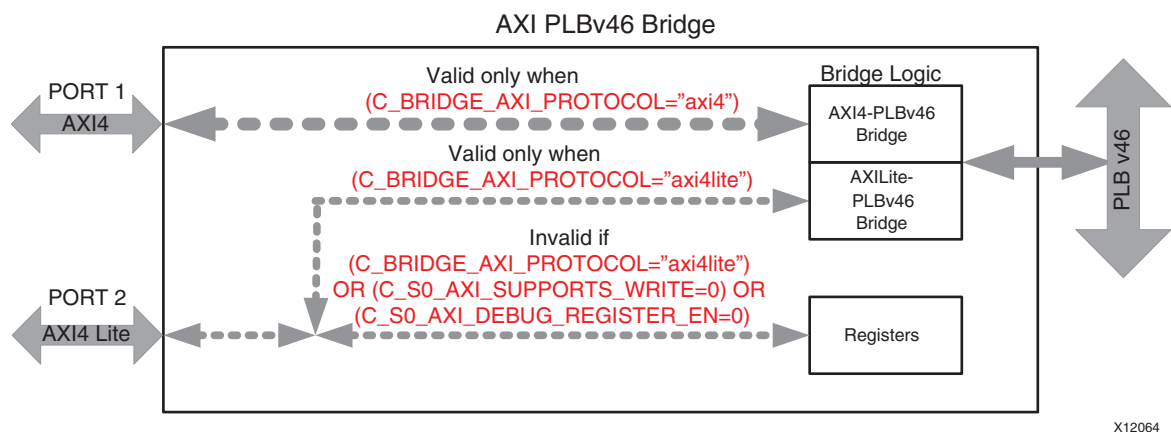 AXI PLBv46 Bridge
PORT 1
AXI4
Valid only when
(C_BRIDGE_AXI_PROTOCOL=”axi4”)
Bridge Logic
AXI4-PLBv46
Bridge
Valid only when
(C_BRIDGE_AXI_PROTOCOL=”axi4lite”)
AXILite-
PLBv46
Bridge
PLB v46
Invalid if
(C_BRIDGE_AXI_PROTOCOL=”axi4lite”)
OR (C_S0_AXI_SUPPORTS_WRITE=0) OR
(C_S0_AXI_DEBUG_REGISTER_EN=0)
PORT 2
AXI4 Lite
Registers
X12064